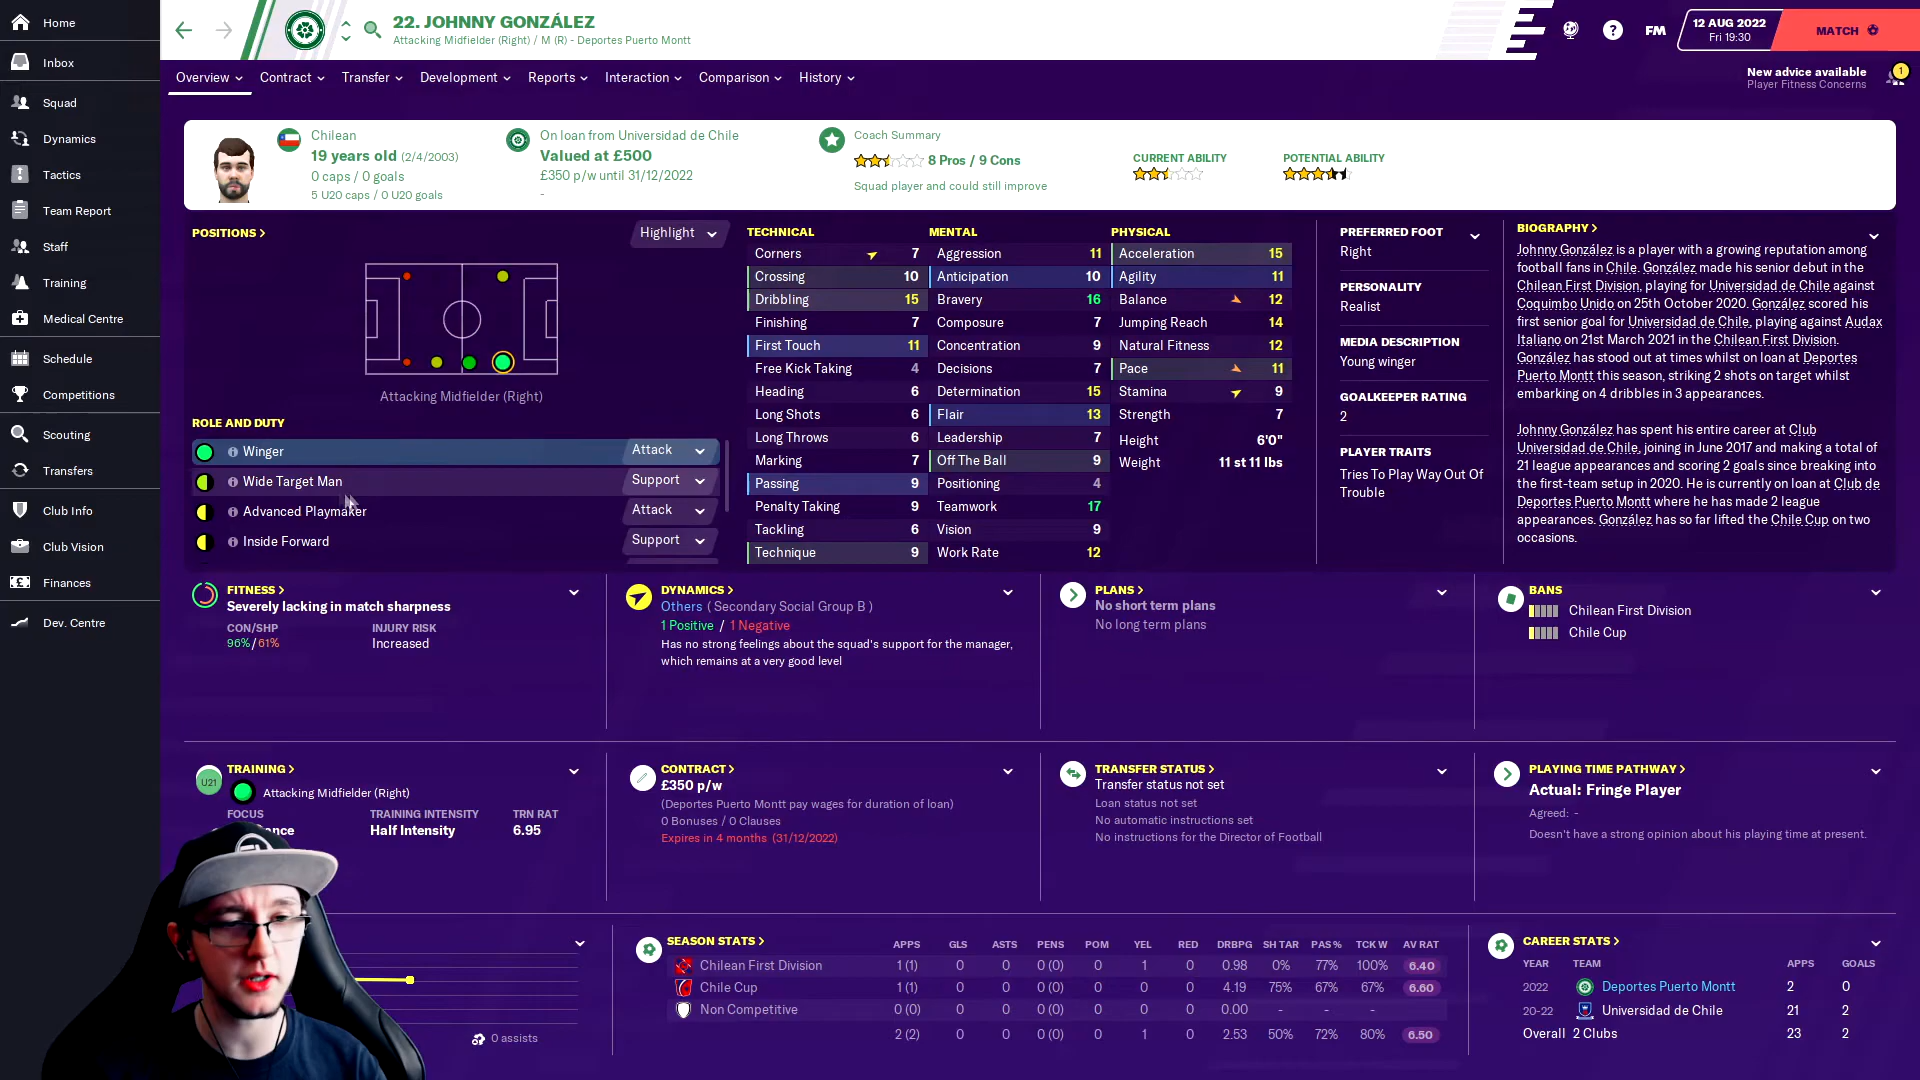 Home
Inbox
Squad
Dynamics
Tactics
Team Report
Staff
Training
Medical Centre
Schedule
Competitions
Scouting
Transfers
Club Info
Club Vision
Finances
Dev. Centre
22. JOHNNY GONZÁLEZ
Attacking Midfielder (Right) / M (R) - Deportes Puerto Montt
FM
12 AUG 2022
Fri 19:30
MATCH
Overview
Contract
Transfer
Development
Reports
Interaction
Comparison
History
New advice available
Player Fitness Concerns
1
Chilean
19 years old (2/4/2003)
0 caps / 0 goals
5 U20 caps / 0 U20 goals
On loan from Universidad de Chile
Valued at £500
£350 p/w until 31/12/2022
-
Coach Summary
8 Pros / 9 Cons
Squad player and could still improve
CURRENT ABILITY
POTENTIAL ABILITY
POSITIONS >
Highlight
Attacking Midfielder (Right)
ROLE AND DUTY
Winger Attack
Wide Target Man Support
Advanced Playmaker Attack
Inside Forward Support
TECHNICAL
Corners 7
Crossing 10
Dribbling 15
Finishing 7
First Touch 11
Free Kick Taking 4
Heading 6
Long Shots 6
Long Throws 6
Marking 7
Passing 9
Penalty Taking 9
Tackling 6
Technique 9
MENTAL
Aggression 11
Anticipation 10
Bravery 16
Composure 7
Concentration 9
Decisions 7
Determination 15
Flair 13
Leadership 7
Off The Ball 9
Positioning 4
Teamwork 17
Vision 9
Work Rate 12
PHYSICAL
Acceleration 15
Agility 11
Balance 12
Jumping Reach 14
Natural Fitness 12
Pace 11
Stamina 9
Strength 7
Height 6'0"
Weight 11 st 11 lbs
PREFERRED FOOT
Right
PERSONALITY
Realist
MEDIA DESCRIPTION
Young winger
GOALKEEPER RATING
2
PLAYER TRAITS
Tries To Play Way Out Of
Trouble
BIOGRAPHY >
Johnny González is a player with a growing reputation among
football fans in Chile. González made his senior debut in the
Chilean First Division, playing for Universidad de Chile against
Coquimbo Unido on 25th October 2020. González scored his
first senior goal for Universidad de Chile, playing against Audax
Italiano on 21st March 2021 in the Chilean First Division.
González has stood out at times whilst on loan at Deportes
Puerto Montt this season, striking 2 shots on target whilst
embarking on 4 dribbles in 3 appearances.
Johnny González has spent his entire career at Club
Universidad de Chile, joining in June 2017 and making a total of
21 league appearances and scoring 2 goals since breaking into
the first-team setup in 2020. He is currently on loan at Club de
Deportes Puerto Montt where he has made 2 league
appearances. González has so far lifted the Chile Cup on two
occasions.
FITNESS >
Severely lacking in match sharpness
CON/SHP
96%/61%
INJURY RISK
Increased
DYNAMICS >
Others ( Secondary Social Group B )
1 Positive / 1 Negative
Has no strong feelings about the squad's support for the manager,
which remains at a very good level
PLANS >
No short term plans
No long term plans
BANS
Chilean First Division
Chile Cup
U21
TRAINING >
Attacking Midfielder (Right)
FOCUS
TRAINING INTENSITY
Half Intensity
TRN RAT
6.95
CONTRACT >
£350 p/w
(Deportes Puerto Montt pay wages for duration of loan)
0 Bonuses / 0 Clauses
Expires in 4 months (31/12/2022)
TRANSFER STATUS >
Transfer status not set
Loan status not set
No automatic instructions set
No instructions for the Director of Football
PLAYING TIME PATHWAY >
Actual: Fringe Player
Agreed: -
Doesn't have a strong opinion about his playing time at present.
0 assists
SEASON STATS > APPS GLS ASTS PENS POM YEL RED DRBPG SH TAR PAS % TCK W AV RAT
Chilean First Division 1 (1) 0 0 0 (0) 0 1 0 0.98 0% 77% 100% 6.40
Chile Cup 1 (1) 0 0 0 (0) 0 0 0 4.19 75% 67% 67% 6.60
Non Competitive 0 (0) 0 0 0 (0) 0 0 0 0.00 - - - -
2 (2) 0 0 0 (0) 0 1 0 2.53 50% 72% 80% 6.50
CAREER STATS >
YEAR TEAM APPS GOALS
2022 Deportes Puerto Montt 2 0
20-22 Universidad de Chile 21 2
Overall 2 Clubs 23 2